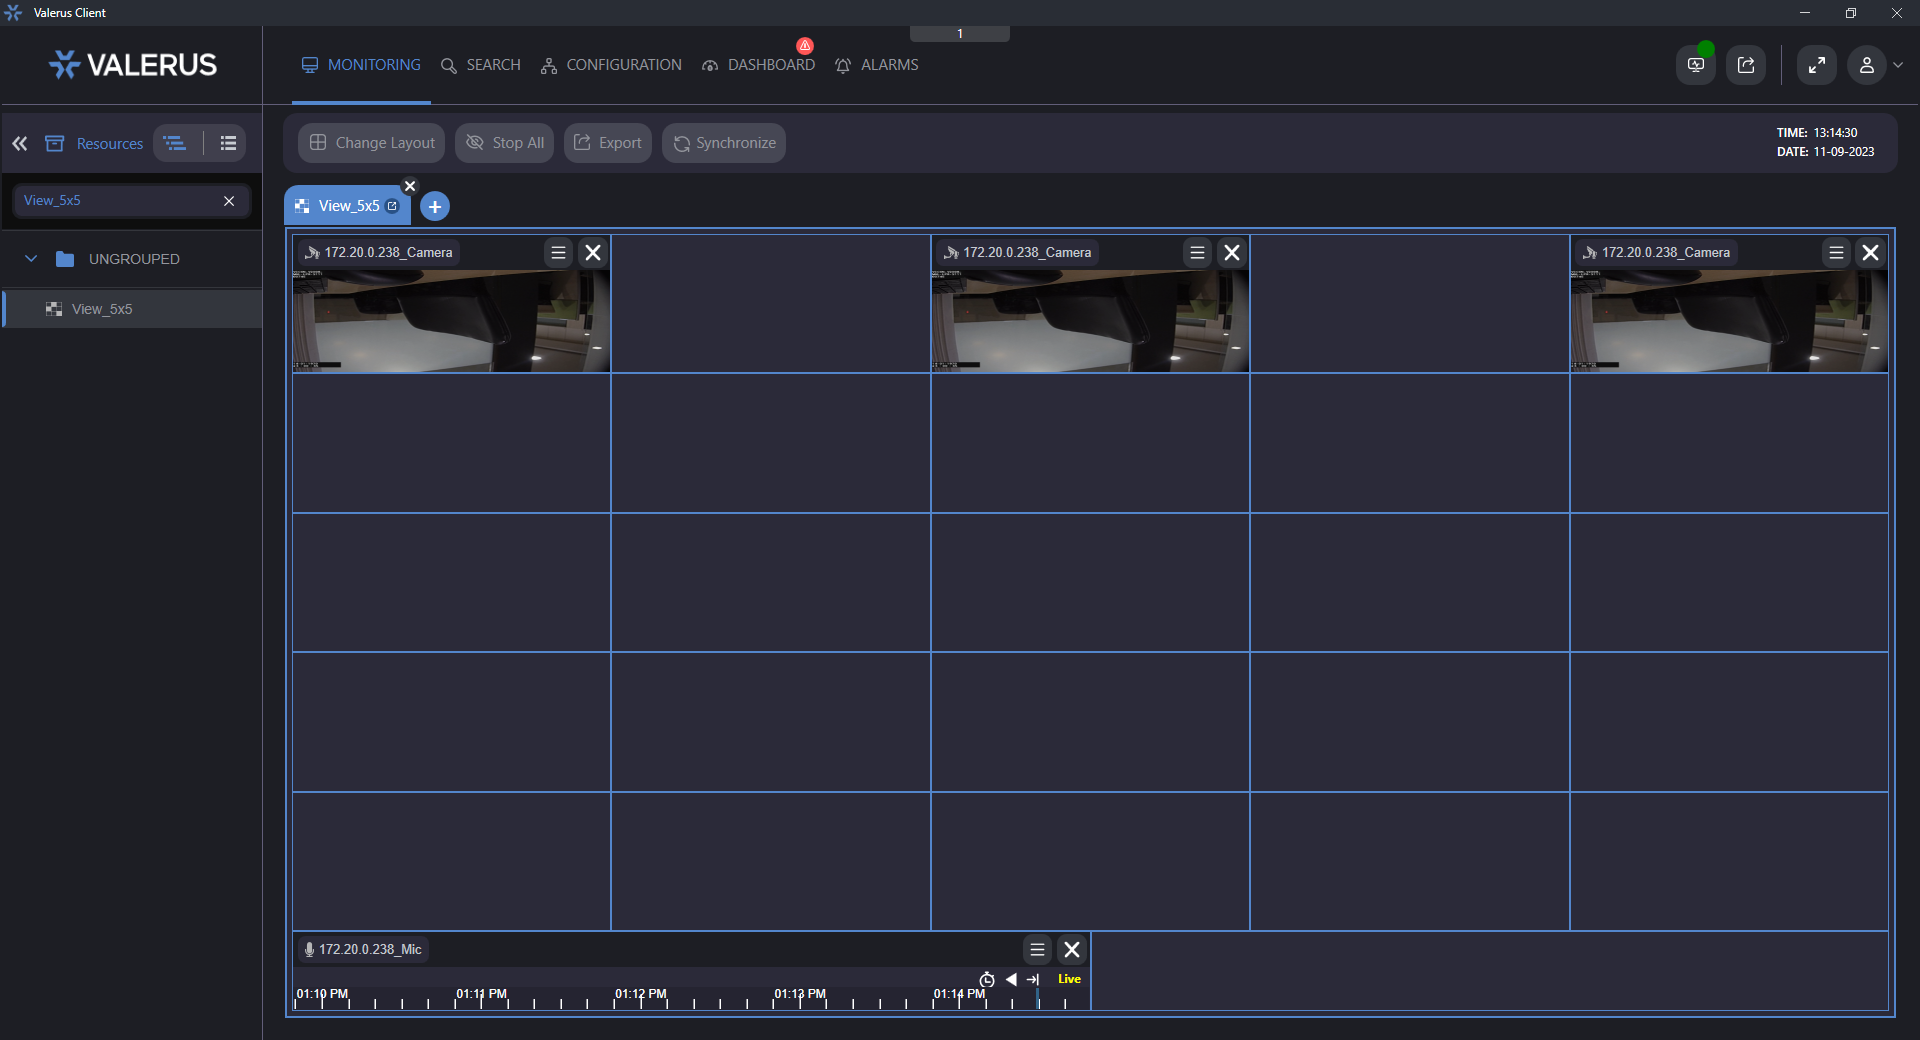 Valerus Client
1
VALERUS
MONITORING
SEARCH
CONFIGURATION
DASHBOARD
ALARMS
Resources
Change Layout
Stop All
Export
Synchronize
TIME: 13:14:30
DATE: 11-09-2023
View_5x5
View_5x5
UNGROUPED
View_5x5
172.20.0.238_Camera
172.20.0.238_Camera
172.20.0.238_Camera
172.20.0.238_Mic
Live
01:10 PM
01:11 PM
01:12 PM
01:13 PM
01:14 PM